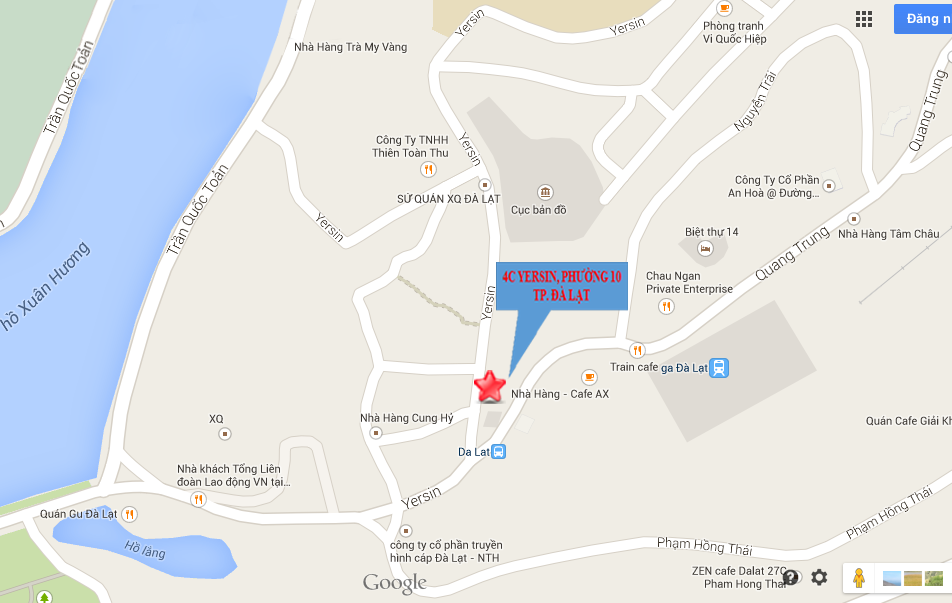 Yersin
Yersin
Phòng tranh
Vi Quốc Hiệp
Đăng n
Nhà Hàng Trà My Vàng
Trần Quốc Toản
Nguyễn Trãi
Quang Trung
Công Ty TNHH
Thiên Toàn Thu
Yersin
SỨ QUÁN XQ ĐÀ LẠT
Cục bản đồ
Công Ty Cổ Phần
An Hoà @ Đường...
Trần Quốc Toản
Yersin
Biệt thự 14
Nhà Hàng Tâm Châu
Quang Trung
hồ Xuân Hương
Chau Ngan
Private Enterprise
4C YERSIN, PHƯỜNG 10
TP. ĐÀ LẠT
Yersin
Train cafe
ga Đà Lạt
Nhà Hàng - Cafe AX
XQ
Nhà Hàng Cung Hỷ
Quán Cafe Giải Kh
Da Lat
Nhà khách Tổng Liên
đoàn Lao động VN tại...
Yersin
Quán Gu Đà Lạt
Phạm Hồng Thái
Hồ lắng
công ty cổ phần truyền
hình cáp Đà Lạt - NTH
Phạm Hồng Thái
ZEN cafe Dalat 27C
Pham Hong Thai
Google